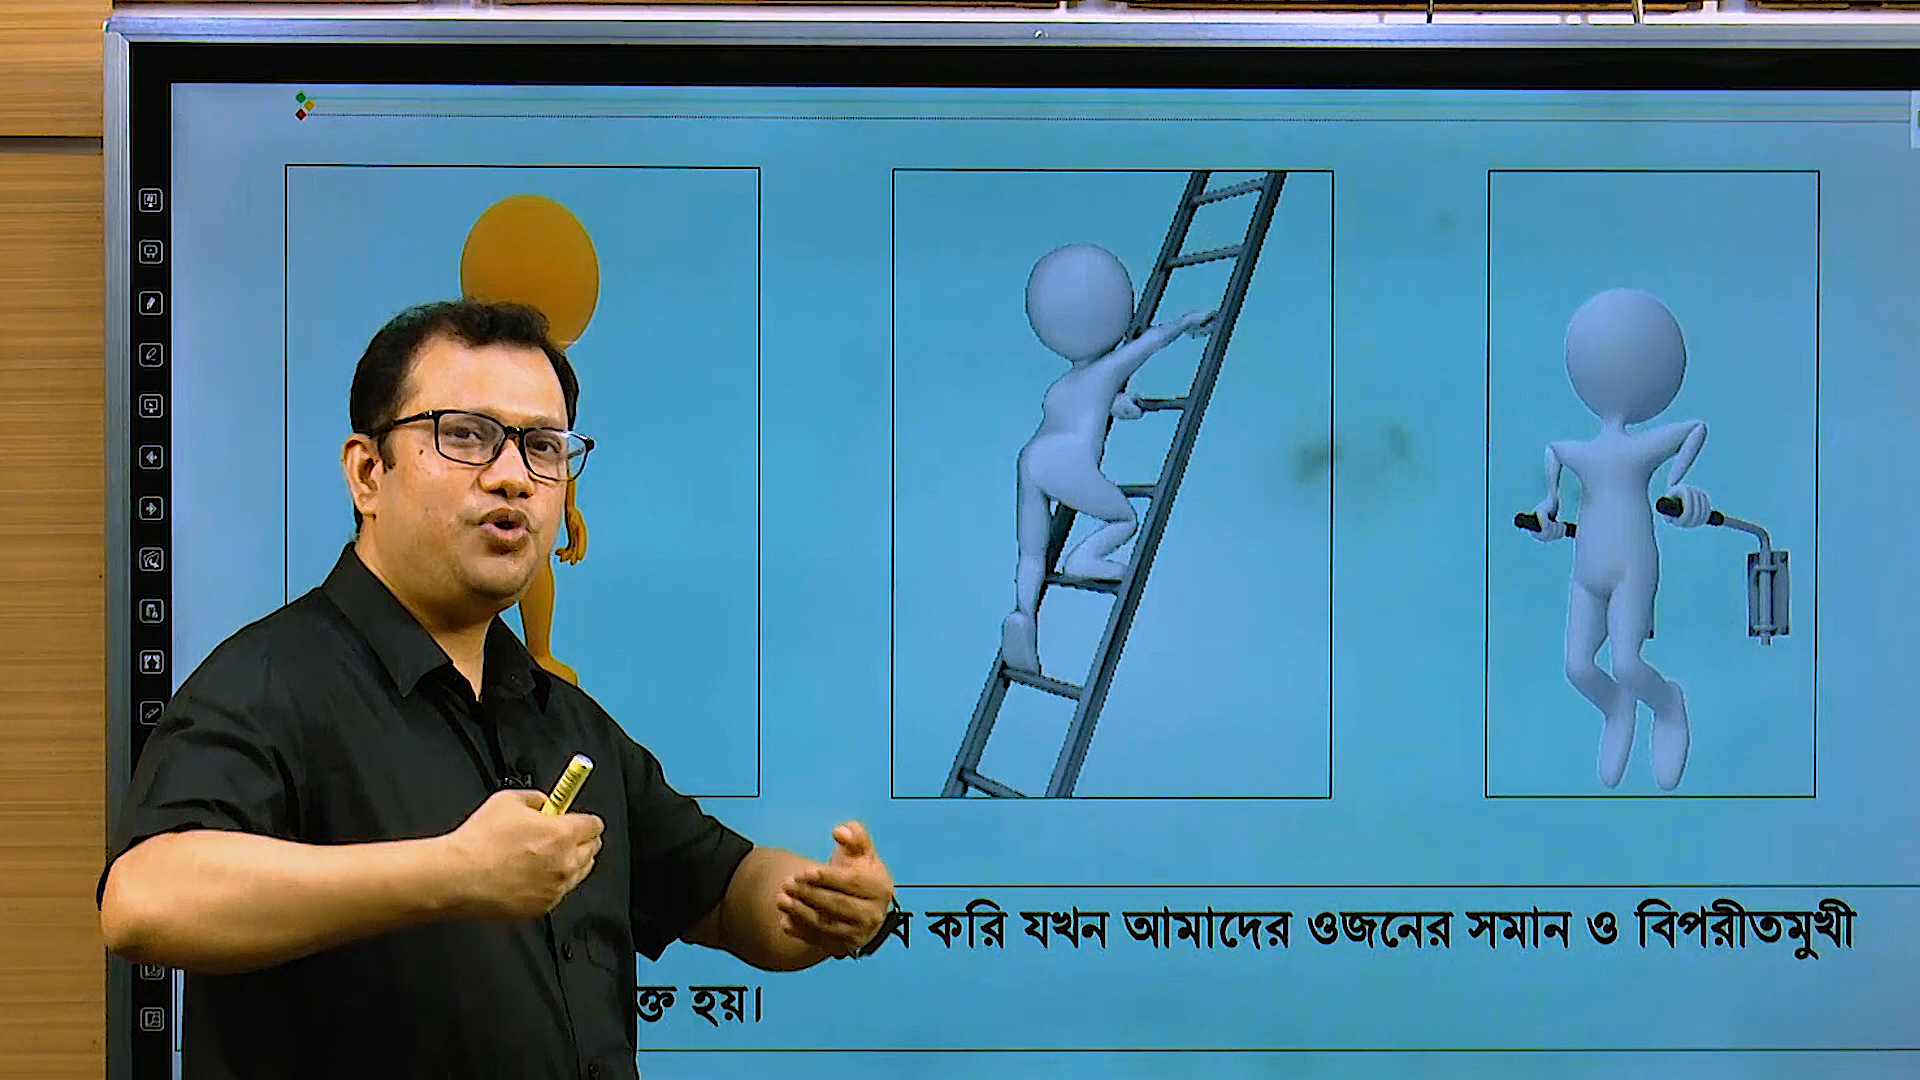 করি যখন আমাদের ওজনের সমান ও বিপরীতমুখী
হয়।